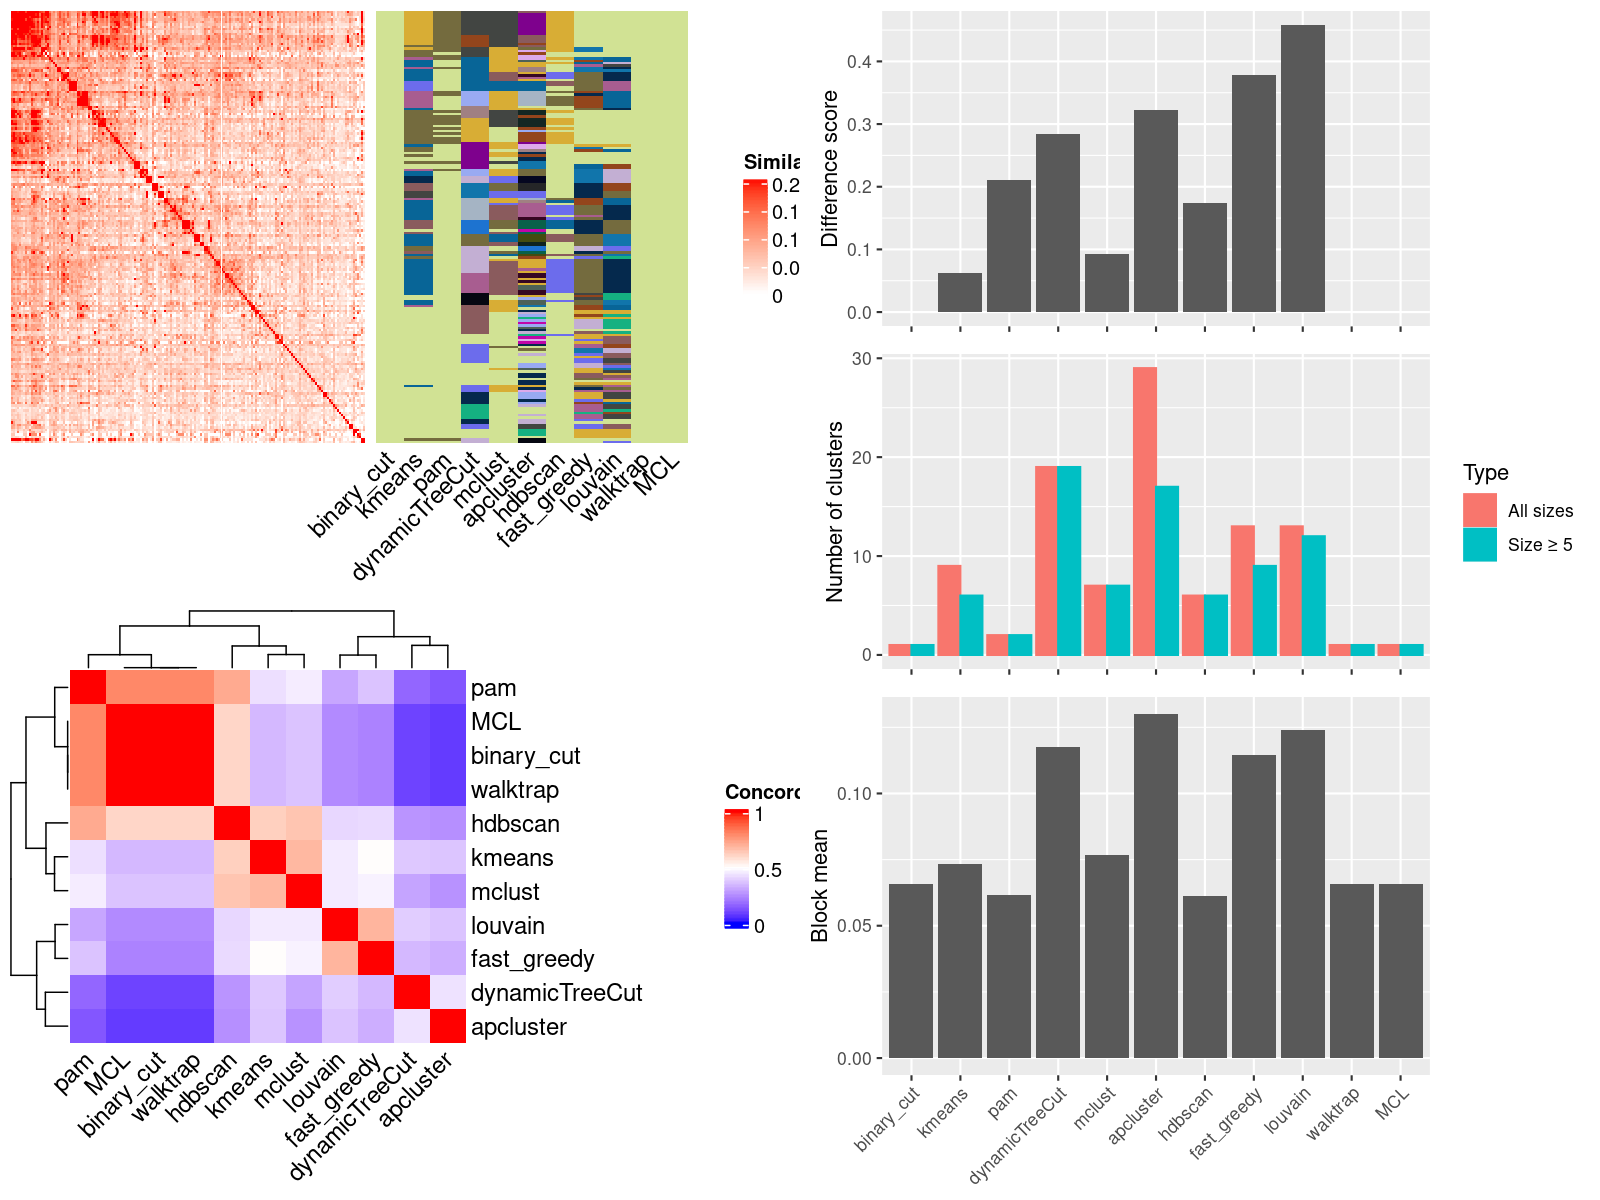 Simila
0.2
0.1
0.1
0.0
0
binary_cut
kmeans
pam
dynamicTreeCut
mclust
apcluster
hdbscan
fast_greedy
louvain
walktrap
MCL
pam
MCL
binary_cut
walktrap
hdbscan
kmeans
mclust
louvain
fast_greedy
dynamicTreeCut
apcluster
pam
MCL
binary_cut
walktrap
hdbscan
kmeans
mclust
louvain
fast_greedy
dynamicTreeCut
apcluster
Concord
1
0.5
0
Difference score
0.4
0.3
0.2
0.1
0.0
Number of clusters
30
20
10
0
Type
All sizes
Size ≥ 5
Block mean
0.10
0.05
0.00
binary_cut
kmeans
pam
dynamicTreeCut
mclust
apcluster
hdbscan
fast_greedy
louvain
walktrap
MCL